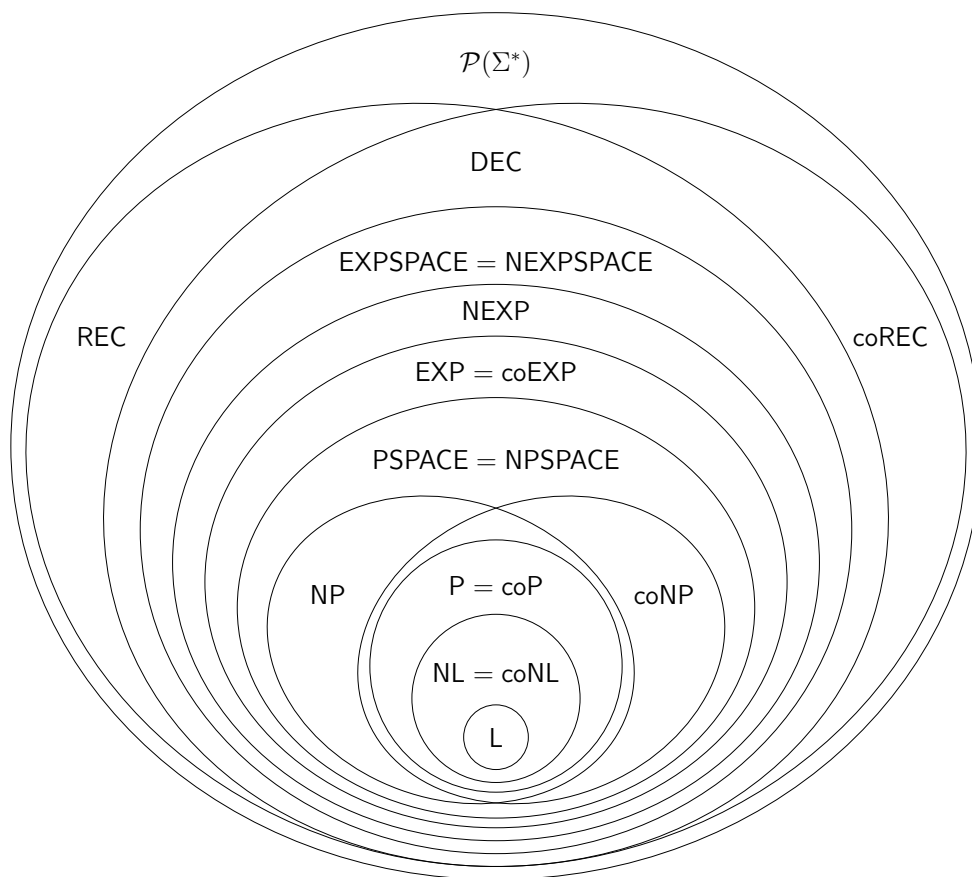 𝒫(Σ*)
DEC
EXPSPACE = NEXPSPACE
NEXP
REC
coREC
EXP = coEXP
PSPACE = NPSPACE
NP
P = coP
coNP
NL = coNL
L